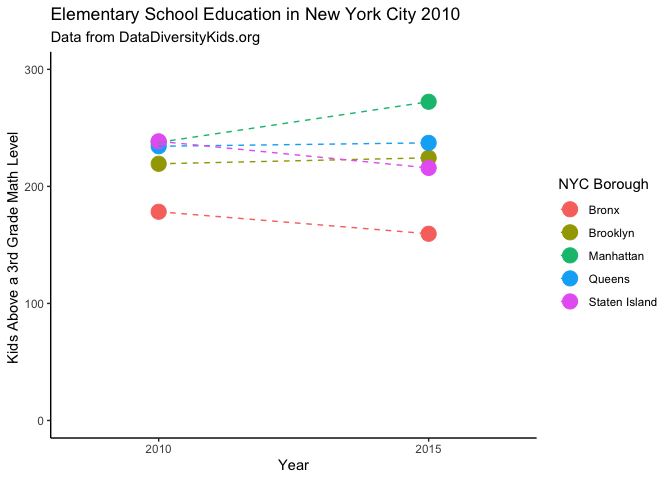 Elementary School Education in New York City 2010
Data from DataDiversityKids.org
300
200
100
0
Kids Above a 3rd Grade Math Level
2010 2015
Year
NYC Borough
Bronx
Brooklyn
Manhattan
Queens
Staten Island